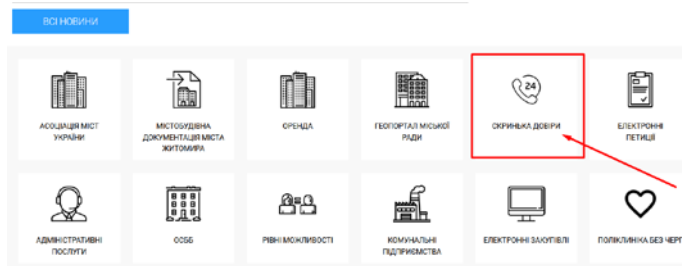 ВСІ НОВИНИ
АСОЦІАЦІЯ МІСТ
УКРАЇНИ
МІСТОБУДІВНА
ДОКУМЕНТАЦІЯ МІСТА
ЖИТОМИРА
ОРЕНДА
ГЕОПОРТАЛ МІСЬКОЇ
РАДИ
24
СКРИНЬКА ДОВІРИ
ЕЛЕКТРОННІ
ПЕТИЦІЇ
АДМІНІСТРАТИВНІ
ПОСЛУГИ
ОСББ
РІВНІ МОЖЛИВОСТІ
КОМУНАЛЬНІ
ПІДПРИЄМСТВА
ЕЛЕКТРОННІ ЗАКУПІВЛІ
ПОЛІКЛИНІКА БЕЗ ЧЕРГ